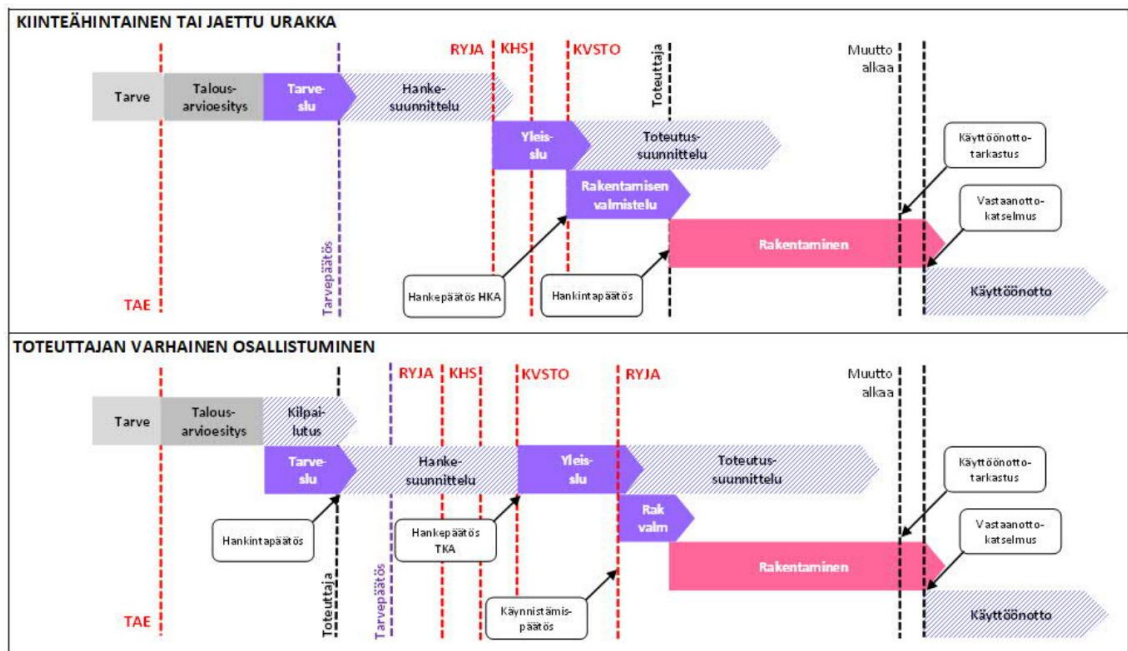 KIINTEÄHINTAINEN TAI JAETTU URAKKA
RYJA
KHS
KVSTO
Toteuttaja
Muutto
alkaa
Tarve
Talous-
arvioesitys
Tarve-
slu
Hanke-
suunnittelu
Yleis-
slu
Toteutus-
suunnittelu
Käyttöönotto-
tarkastus
Rakentamisen
valmistelu
Vastaanotto-
katselmus
Rakentaminen
Tarvepäätös
Hankepäätös HKA
Hankintapäätös
Käyttöönotto
TAE
TOTEUTTAJAN VARHAINEN OSALLISTUMINEN
RYJA
KHS
KVSTO
RYJA
Muutto
alkaa
Tarve
Talous-
arvioesitys
Kilpai-
lutus
Tarve-
slu
Hanke-
suunnittelu
Yleis-
slu
Toteutus-
suunnittelu
Käyttöönotto-
tarkastus
Rak
valm
Hankintapäätös
Hankepäätös
TKA
Vastaanotto-
katselmus
Rakentaminen
Toteuttaja
Tarvepäätös
Käynnistämis-
päätös
Käyttöönotto
TAE